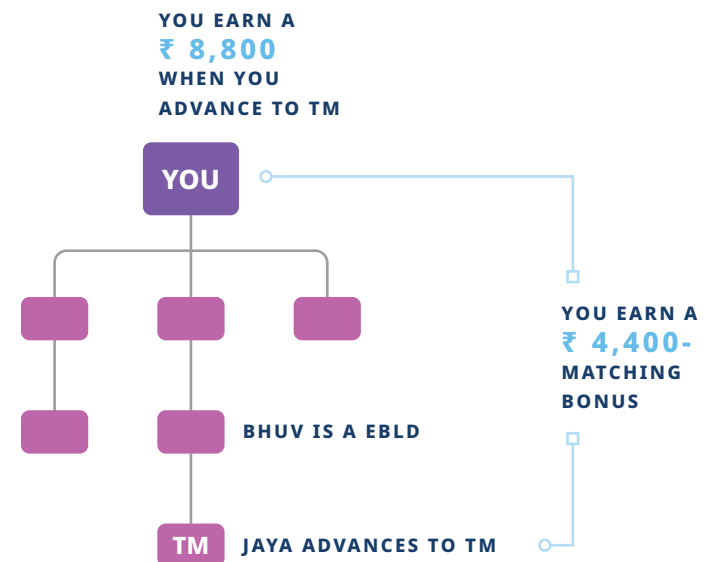 YOU EARN A
₹ 8,800
WHEN YOU
ADVANCE TO TM
YOU
YOU EARN A
₹ 4,400-
MATCHING
BONUS
BHUV IS A EBLD
TM JAYA ADVANCES TO TM